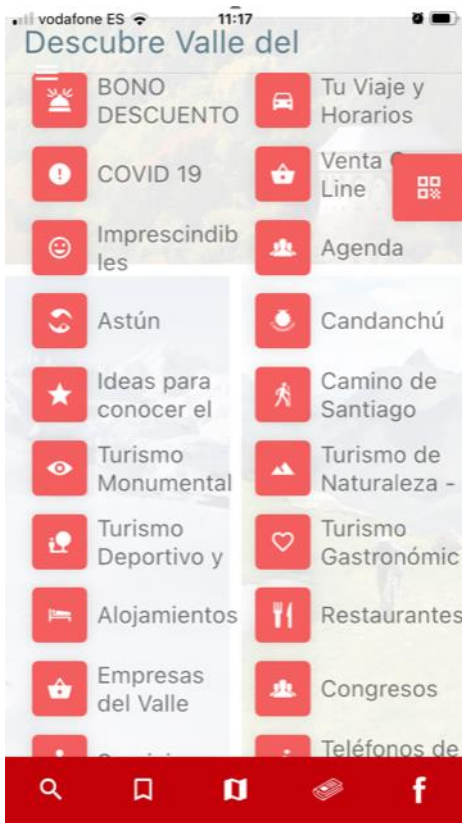 vodafone ES 11:17
Descubre Valle del
BONO
DESCUENTO
Tu Viaje y
Horarios
COVID 19
Venta
Line
Imprescindib
les
Agenda
Astún
Candanchú
Ideas para
conocer el
Camino de
Santiago
Turismo
Monumental
Turismo de
Naturaleza -
Turismo
Deportivo y
Turismo
Gastronómic
Alojamientos
Restaurantes
Empresas
del Valle
Congresos
Teléfonos de
f